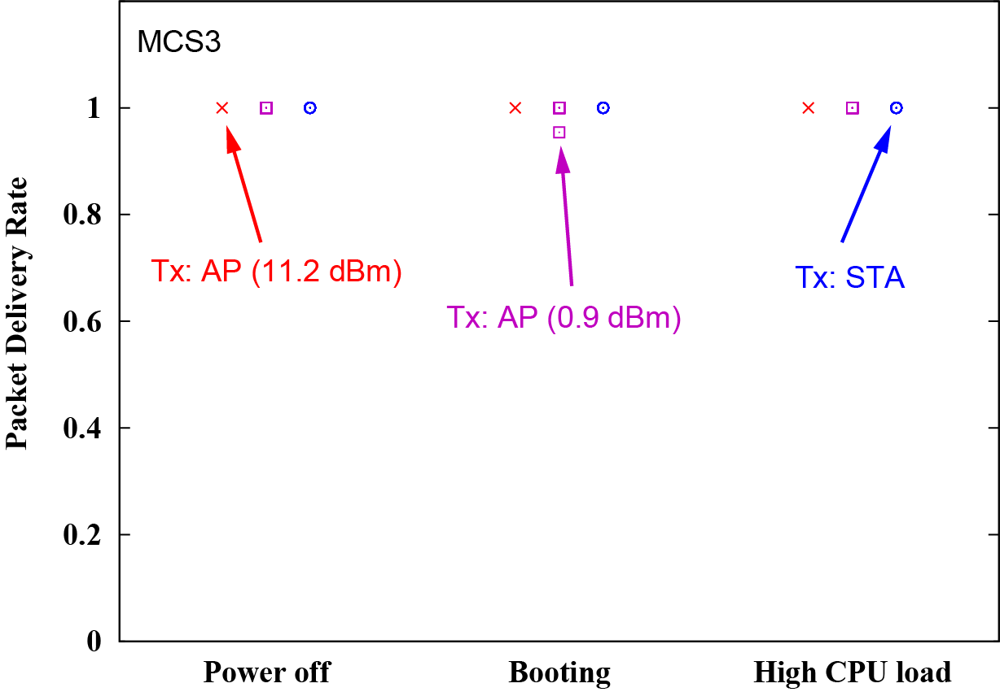 MCS3
1
0.8
0.6
0.4
0.2
0
Packet Delivery Rate
Tx: AP (11.2 dBm)
Tx: AP (0.9 dBm)
Tx: STA
Power off
Booting
High CPU load